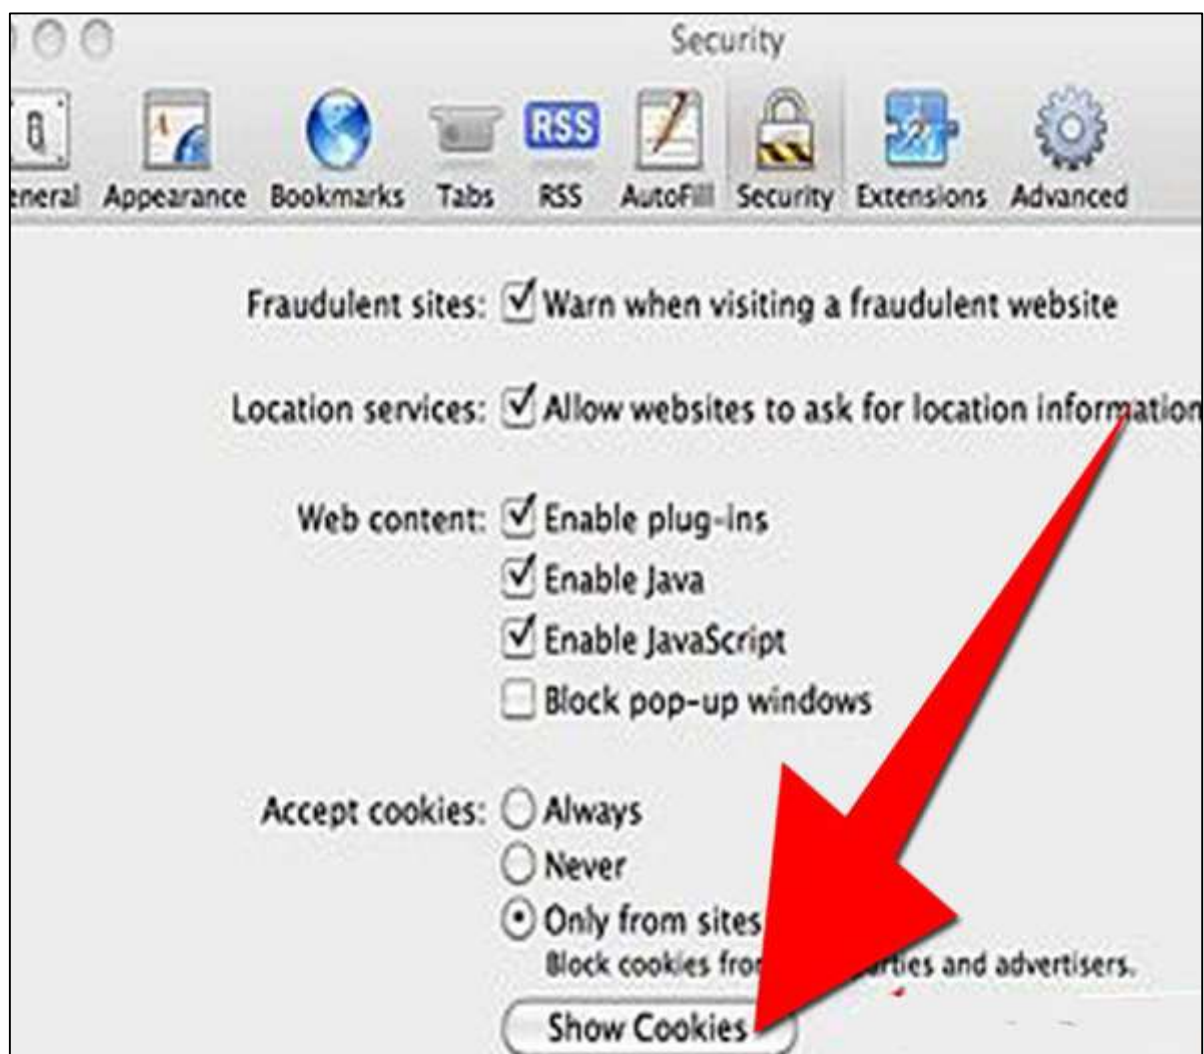 Security
eneral Appearance Bookmarks Tabs RSS AutoFill Security Extensions Advanced
RSS
Fraudulent sites: Warn when visiting a fraudulent website
Location services: Allow websites to ask for location information
Web content: Enable plug-ins
Enable Java
Enable JavaScript
Block pop-up windows
Accept cookies: Always
Never
Only from sites
Block cookies from and advertisers.
Show Cookies